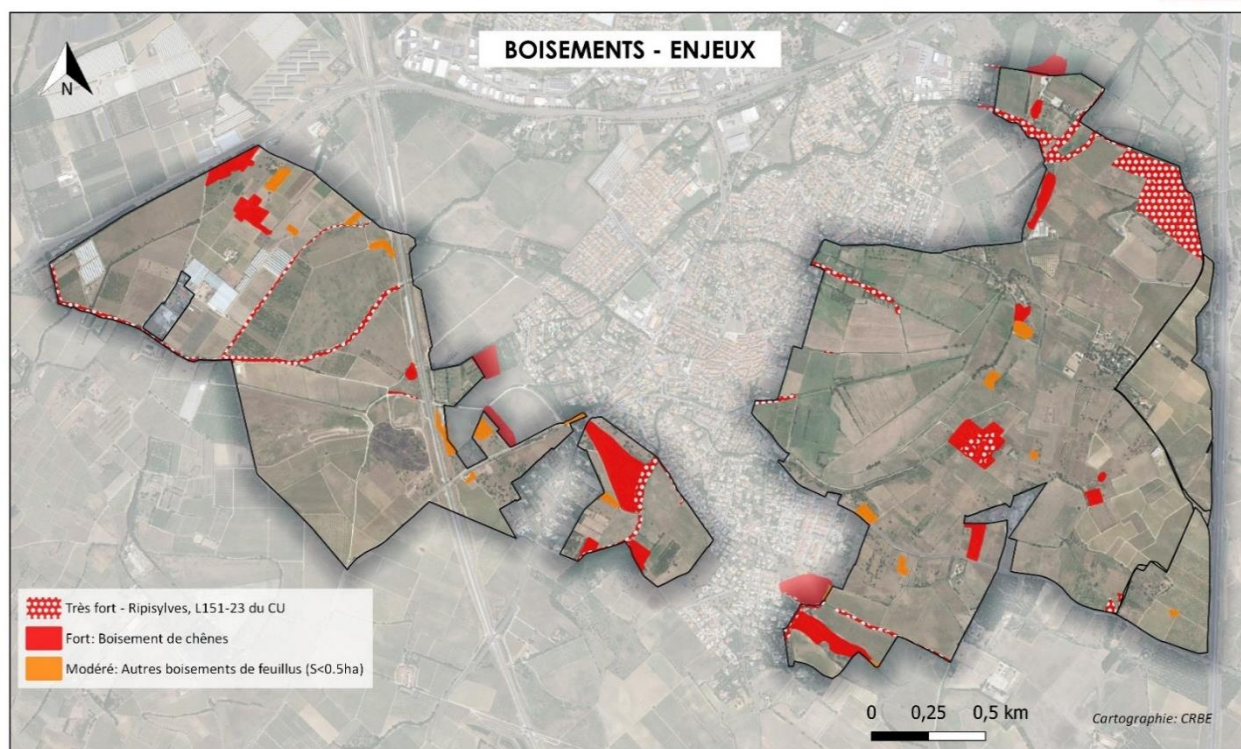 BOISEMENTS - ENJEUX
N
Très fort - Ripisylves, L151-23 du CU
Fort: Boisement de chênes
Modéré: Autres boisements de feuillus (S<0.5ha)
0 0,25 0,5 km
Cartographie: CRBE